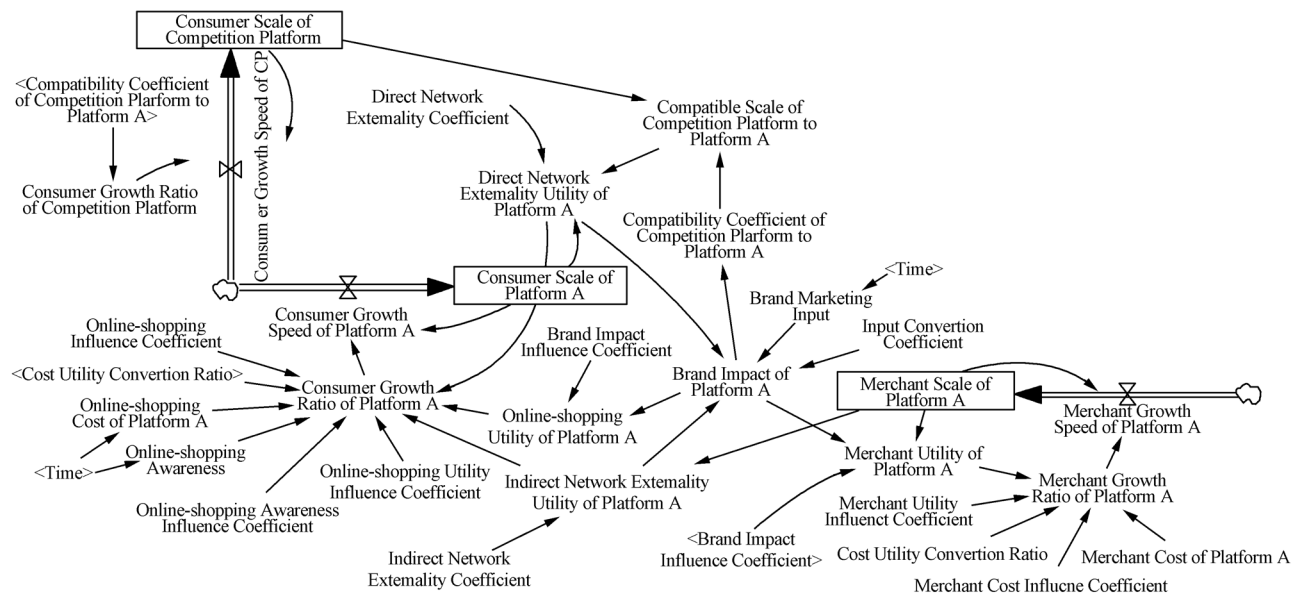 Consumer Scale of
Competition Platform
<Compatibility Coefficient
of Competition Plarform to
Platform A>
Consumer Growth Ratio
of Competition Platform
Consum er Growth Speed of CP
Direct Network
Extemality Coefficient
Compatible Scale of
Competition Platform to
Platform A
Direct Network
Extemality Utility of
Platform A
Compatibility Coefficient of
Competition Plarform to
Platform A
Consumer Scale of
Platform A
<Time>
Brand Marketing
Input
Input Convertion
Coefficient
Consumer Growth
Speed of Platform A
Online-shopping
Influence Coefficient
<Cost Utility Convertion Ratio>
Online-shopping
Cost of Platform A
<Time>
Online-shopping
Awareness
Online-shopping Awareness
Influence Coefficient
Consumer Growth
Ratio of Platform A
Online-shopping Utility
Influence Coefficient
Brand Impact
Influence Coefficient
Online-shopping
Utility of Platform A
Indirect Network Extemality
Utility of Platform A
Indirect Network
Extemality Coefficient
Brand Impact of
Platform A
Merchant Scale of
Platform A
Merchant Growth
Speed of Platform A
Merchant Utility of
Platform A
Merchant Growth
Ratio of Platform A
Merchant Utility
Influenct Coefficient
<Brand Impact
Influence Coefficient>
Cost Utility Convertion Ratio
Merchant Cost of Platform A
Merchant Cost Influcne Coefficient